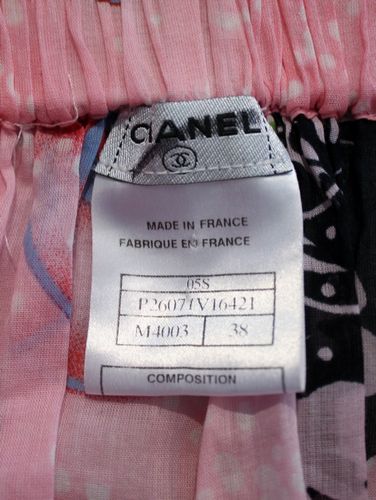 CHANEL
MADE IN FRANCE
FABRIQUE EN FRANCE
05S
P26071V16421
M4003 38
COMPOSITION